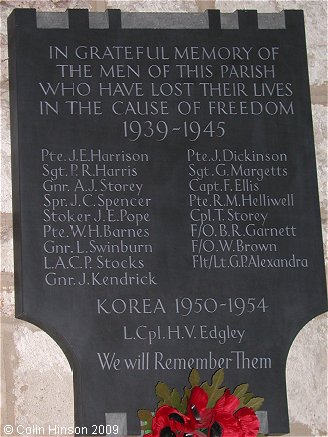 IN GRATEFUL MEMORY OF
THE MEN OF THIS PARISH
WHO HAVE LOST THEIR LIVES
IN THE CAUSE OF FREEDOM
1939-1945
Pte. J.E. Harrison
Sgt. P.R. Harris
Gnr. A.J. Storey
Spr. J.C. Spencer
Stoker J.E. Pope
Pte. W.H. Barnes
Gnr. L. Swinburn
L.A.C. P. Stocks
Gnr. J. Kendrick
Pte. J. Dickinson
Sgt. G. Margetts
Capt. F. Ellis
Pte. R.M. Helliwell
Cpl. T. Storey
F/O. B.R. Garnett
F/O. W. Brown
Flt/Lt. G.P. Alexandra
KOREA 1950-1954
L.Cpl. H.V. Edgley
We will Remember Them
© Colin Hinson 2009